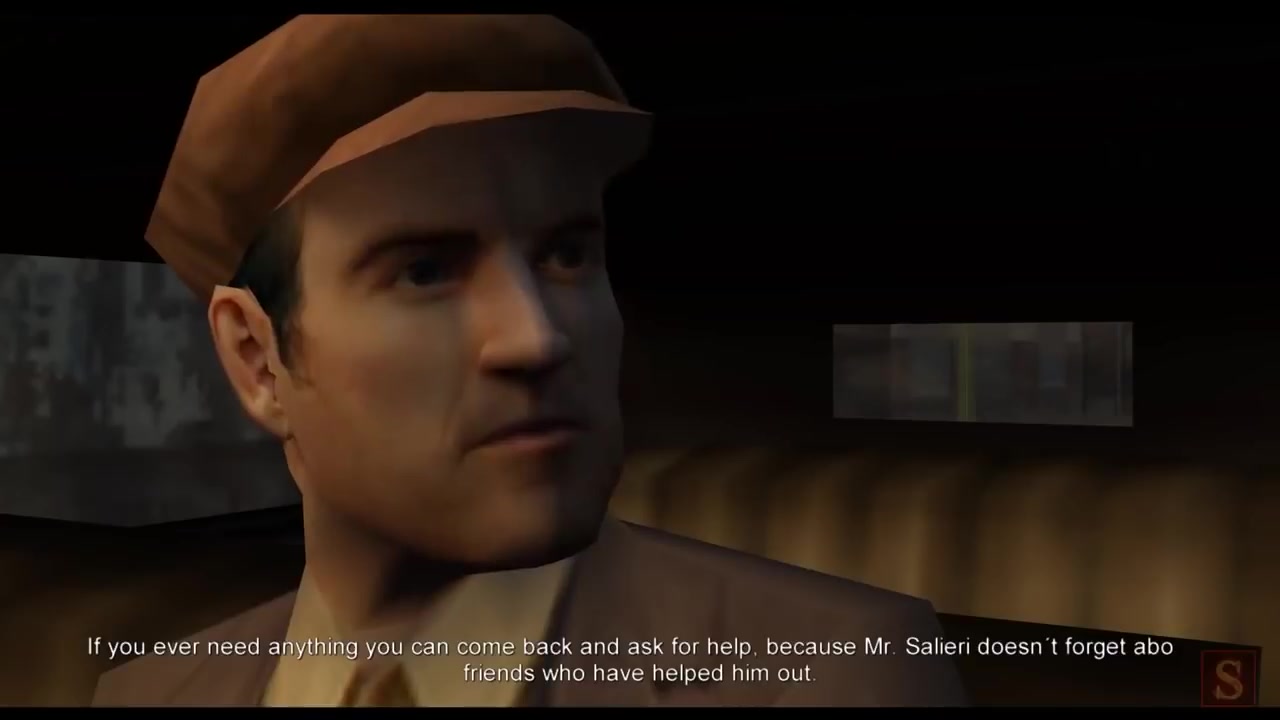 If you ever need anything you can come back and ask for help, because Mr. Salieri doesn´t forget abo
friends who have helped him out.
S